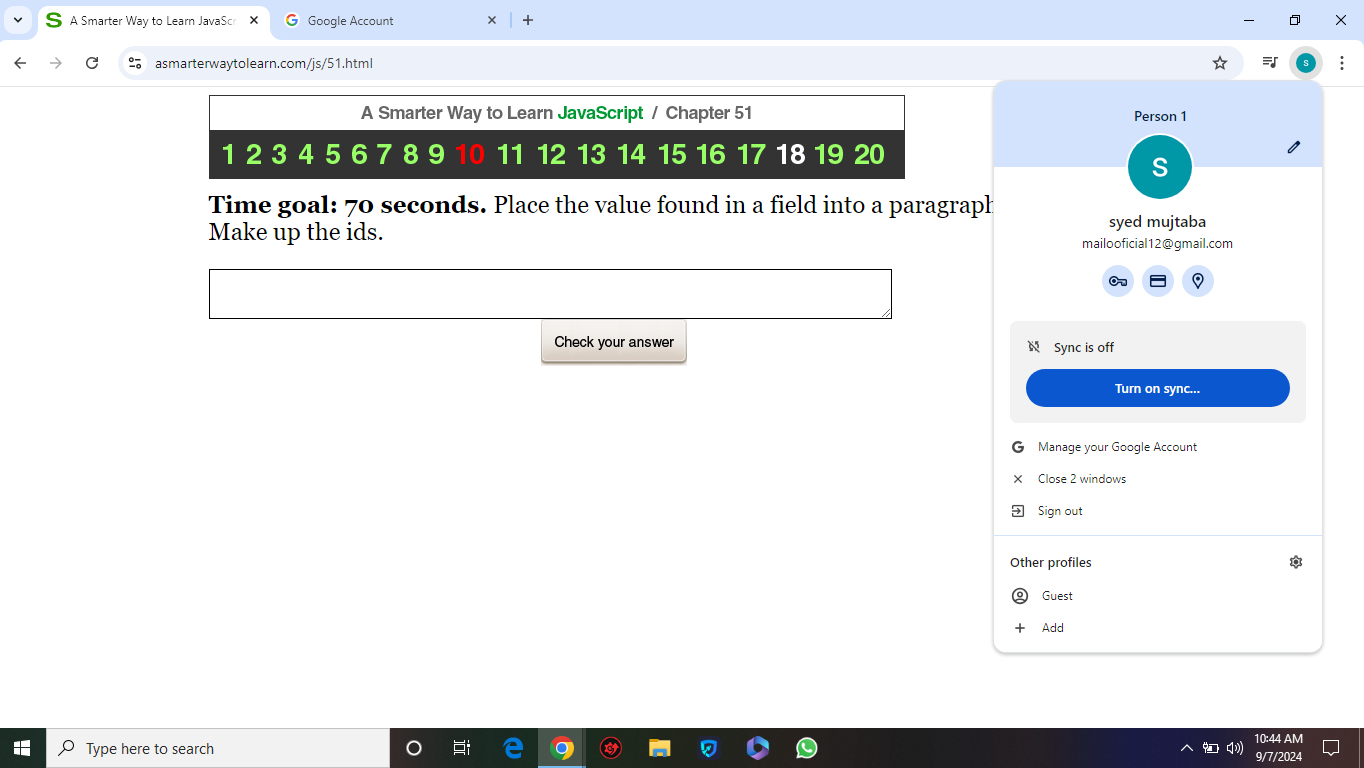 A Smarter Way to Learn JavaScr
Google Account
asmarterwaytolearn.com/js/51.html
A Smarter Way to Learn JavaScript / Chapter 51
1 2 3 4 5 6 7 8 9 10 11 12 13 14 15 16 17 18 19 20
Time goal: 70 seconds. Place the value found in a field into a paragraph
Make up the ids.
Check your answer
Person 1
S
syed mujtaba
mailooficial12@gmail.com
Sync is off
Turn on sync...
Manage your Google Account
Close 2 windows
Sign out
Other profiles
Guest
Add
Type here to search
10:44 AM
9/7/2024